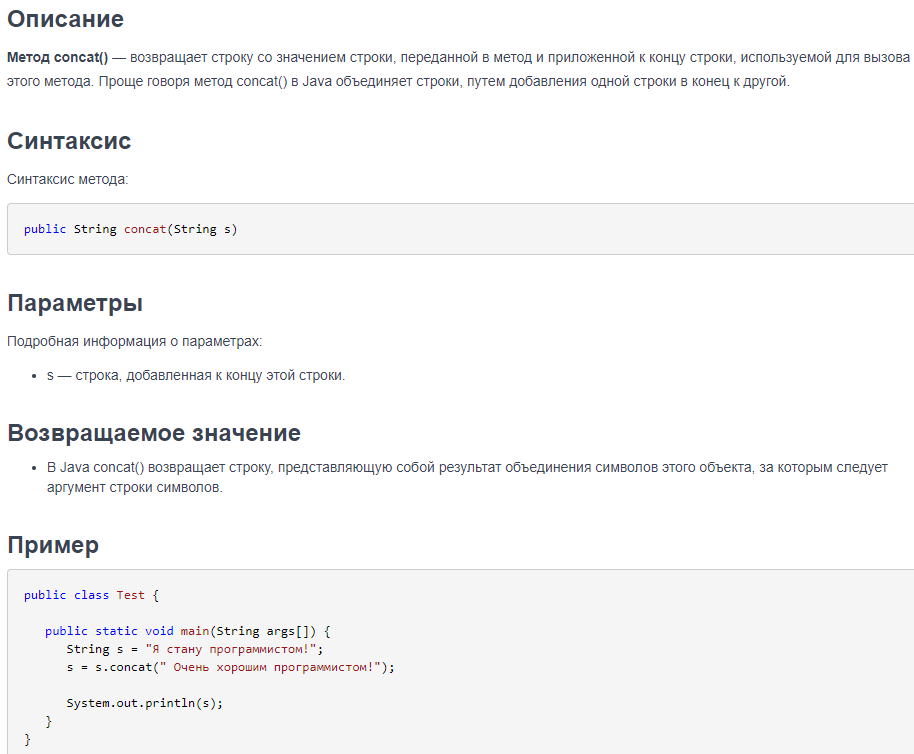 Описание
Метод concat() — возвращает строку со значением строки, переданной в метод и приложенной к концу строки, используемой для вызова
этого метода. Проще говоря метод concat() в Java объединяет строки, путем добавления одной строки в конец к другой.
Синтаксис
Синтаксис метода:
public String concat(String s)
Параметры
Подробная информация о параметрах:
• s — строка, добавленная к концу этой строки.
Возвращаемое значение
• В Java concat() возвращает строку, представляющую собой результат объединения символов этого объекта, за которым следует
аргумент строки символов.
Пример
public class Test {
public static void main(String args[]) {
String s = "Я стану программистом!";
s = s.concat(" Очень хорошим программистом!");
System.out.println(s);
}
}